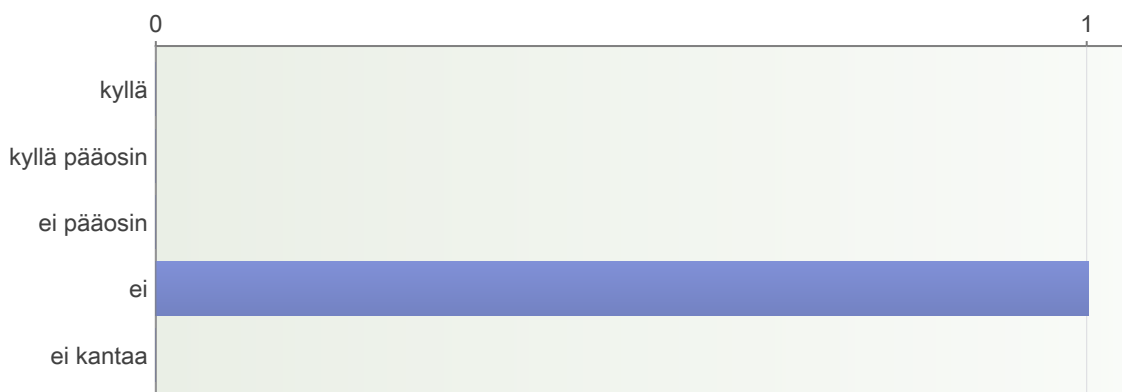 0 1
kyllä
kyllä pääosin
ei pääosin
ei
ei kantaa